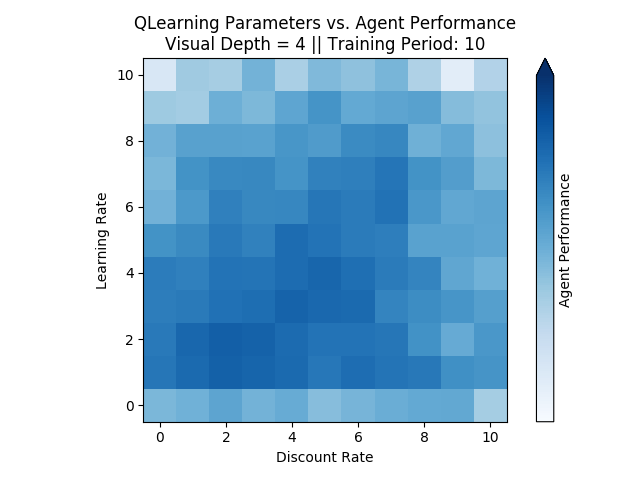 QLearning Parameters vs. Agent Performance
Visual Depth = 4 || Training Period: 10
10
8
6
4
2
0
Learning Rate
0 2 4 6 8 10
Discount Rate
Agent Performance